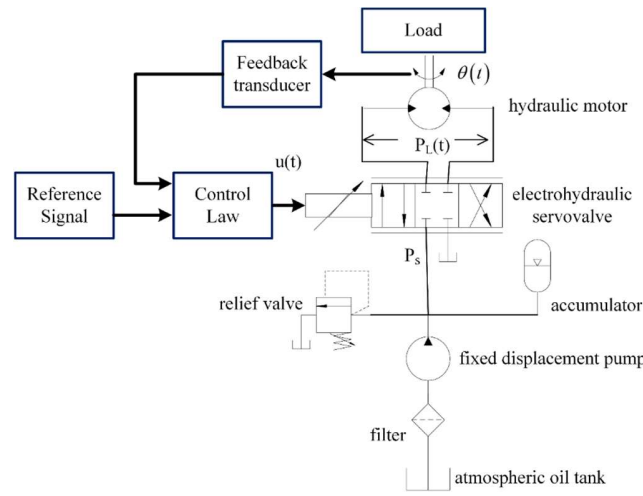 Load
Feedback
transducer
θ(t)
hydraulic motor
P_L(t)
u(t)
Reference
Signal
Control
Law
electrohydraulic
servovalve
P_s
relief valve
accumulator
fixed displacement pump
filter
atmospheric oil tank